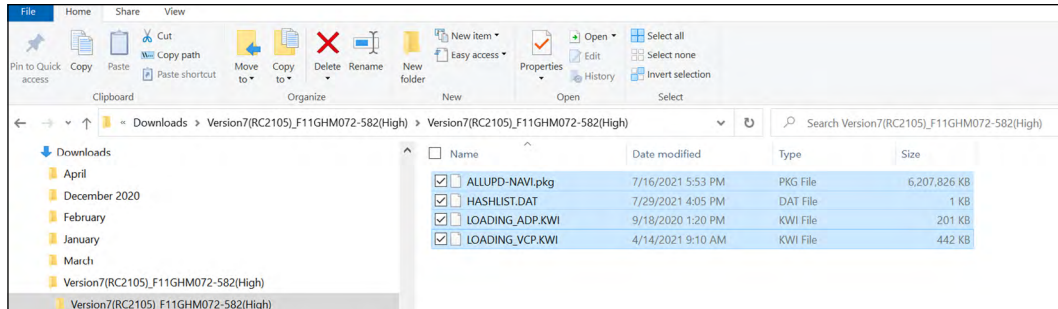 File Home Share View
Pin to Quick access
Copy
Paste
Cut
Copy path
Paste shortcut
Clipboard
Move to
Copy to
Delete
Rename
Organize
New folder
New item
Easy access
New
Properties
Open
Edit
History
Open
Select all
Select none
Invert selection
Select
« Downloads > Version7(RC2105)_F11GHM072-582(High) > Version7(RC2105)_F11GHM072-582(High)
Search Version7(RC2105)_F11GHM072-582(High)
Downloads
April
December 2020
February
January
March
Version7(RC2105)_F11GHM072-582(High)
Version7(RC2105)_F11GHM072-582(High)
Name Date modified Type Size
ALLUPD-NAVI.pkg 7/16/2021 5:53 PM PKG File 6,207,826 KB
HASHLIST.DAT 7/29/2021 4:05 PM DAT File 1 KB
LOADING_ADP.KWI 9/18/2020 1:20 PM KWI File 201 KB
LOADING_VCP.KWI 4/14/2021 9:10 AM KWI File 442 KB